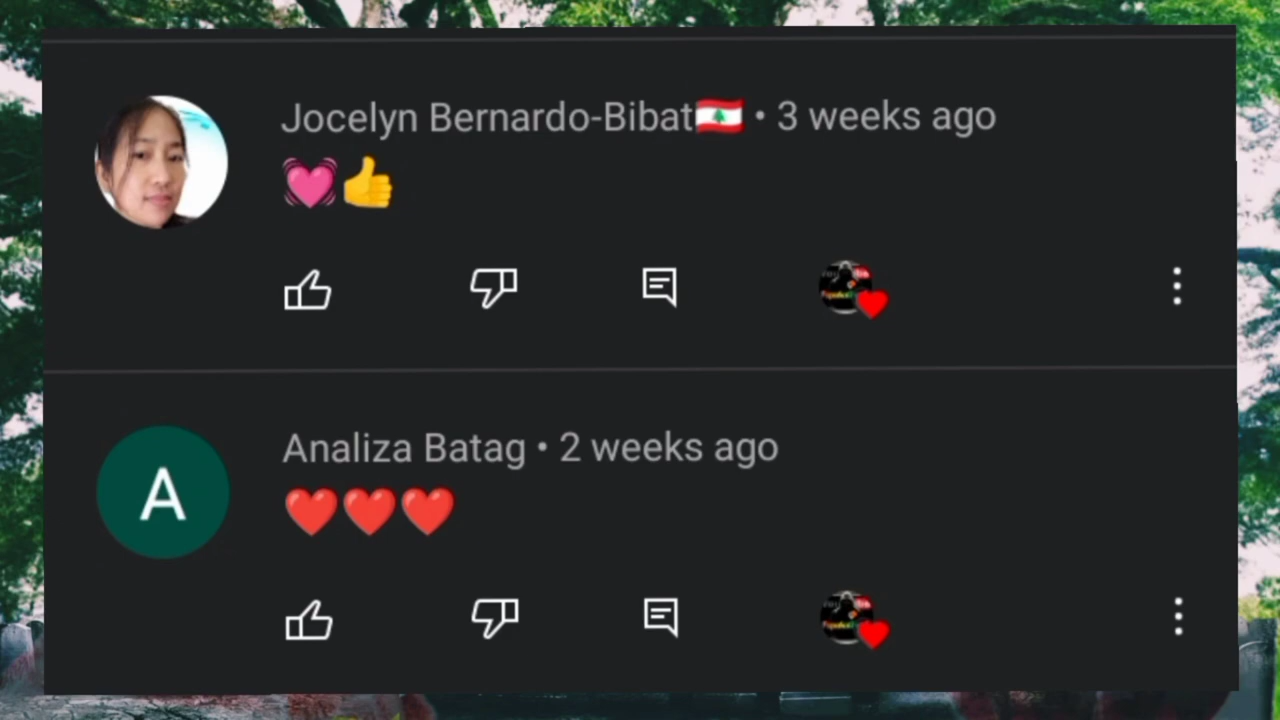 Jocelyn Bernardo-Bibat🇱🇧 • 3 weeks ago
💓👍
A
Analiza Batag • 2 weeks ago
❤️❤️❤️